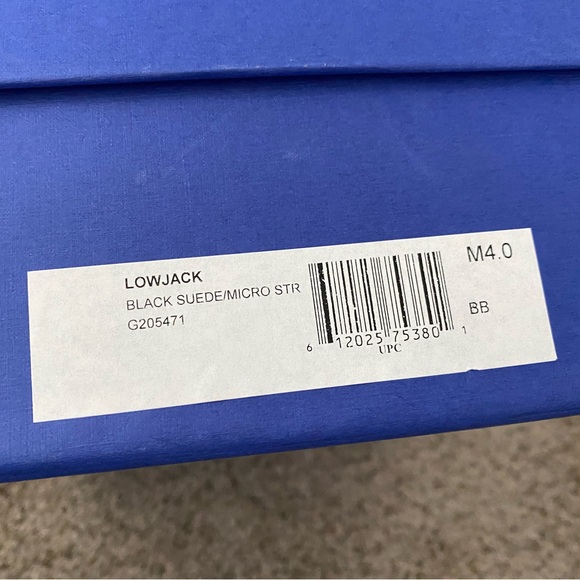 LOWJACK
BLACK SUEDE/MICRO STR
G205471
6 12025 75380 1
UPC
M4.0
BB